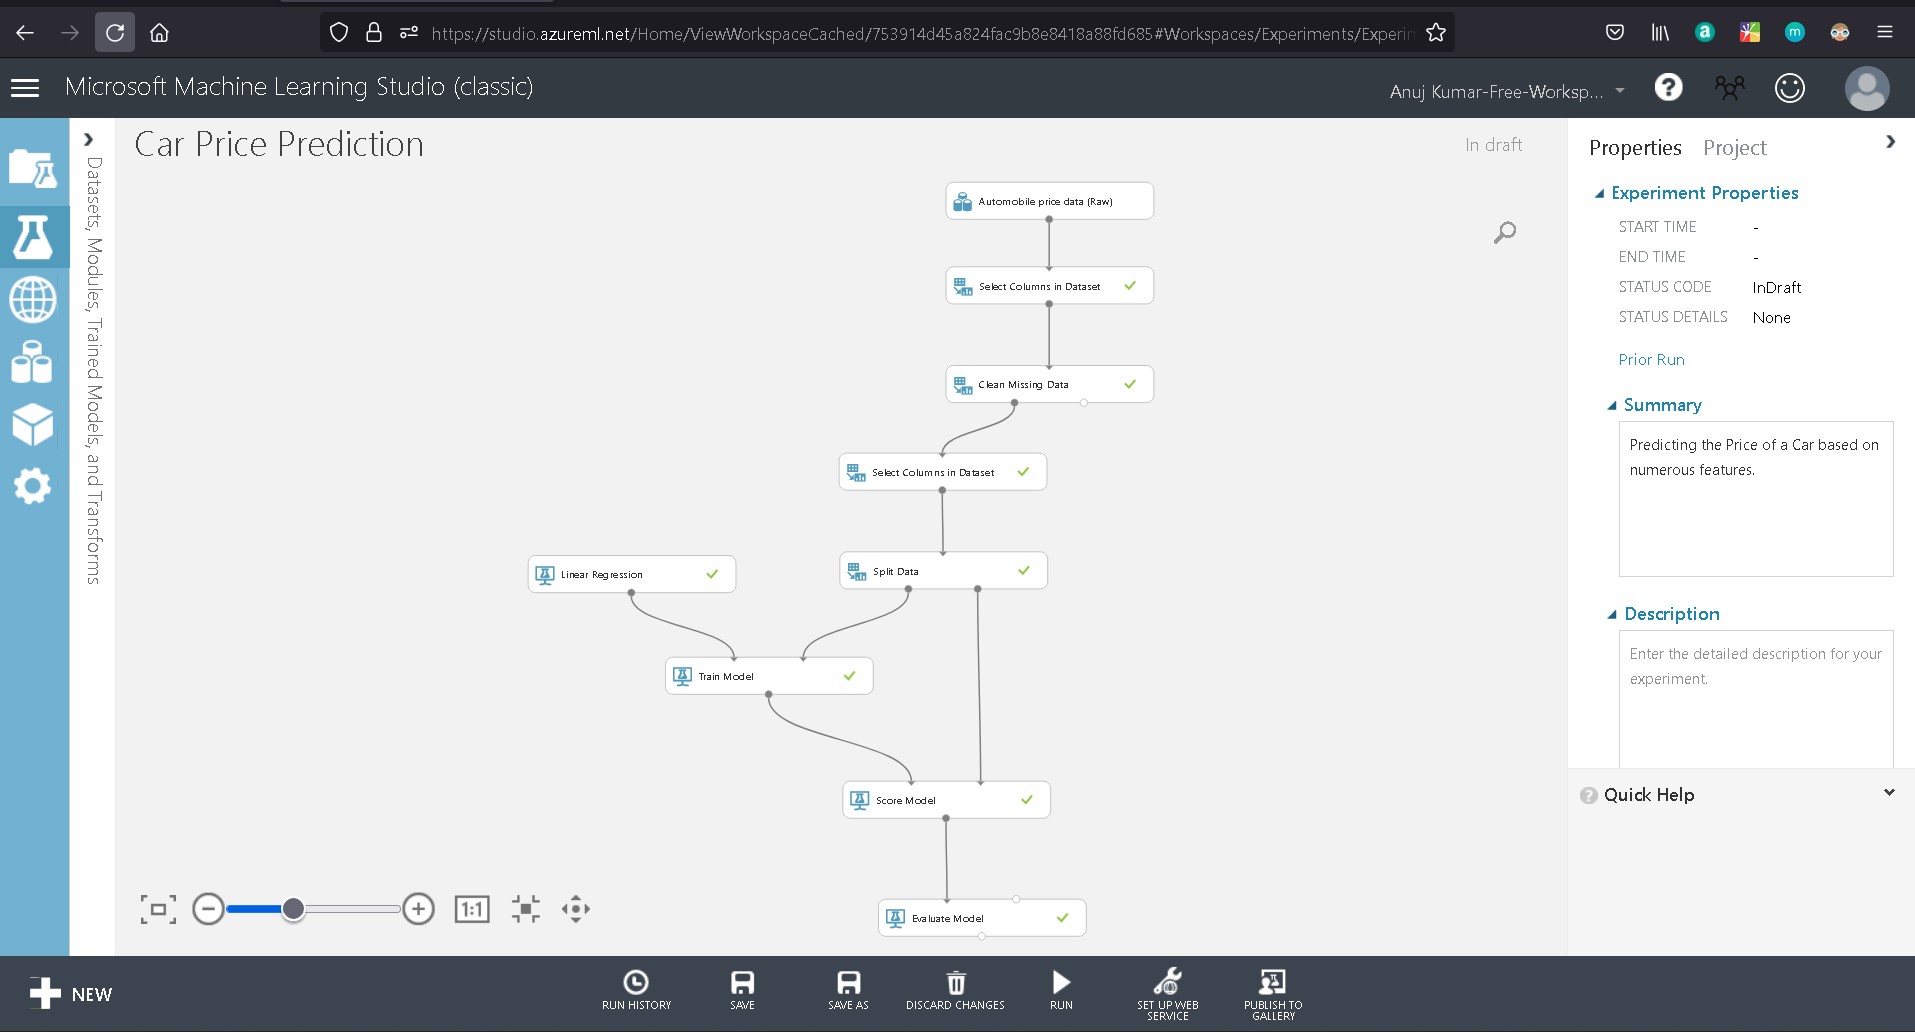 https://studio.azureml.net/Home/ViewWorkspaceCached/753914d45a824fac9b8e8418a88fd685#Workspaces/Experiments/Experin
a
m
Microsoft Machine Learning Studio (classic)
Anuj Kumar-Free-Worksp...
?
Datasets, Modules, Trained Models, and Transforms
Car Price Prediction
In draft
Automobile price data (Raw)
Select Columns in Dataset
Clean Missing Data
Select Columns in Dataset
Linear Regression
Split Data
Train Model
Score Model
Evaluate Model
1:1
Properties
Project
Experiment Properties
START TIME -
END TIME -
STATUS CODE InDraft
STATUS DETAILS None
Prior Run
Summary
Predicting the Price of a Car based on
numerous features.
Description
Enter the detailed description for your
experiment.
? Quick Help
NEW
RUN HISTORY
SAVE
SAVE AS
DISCARD CHANGES
RUN
SET UP WEB
SERVICE
PUBLISH TO
GALLERY